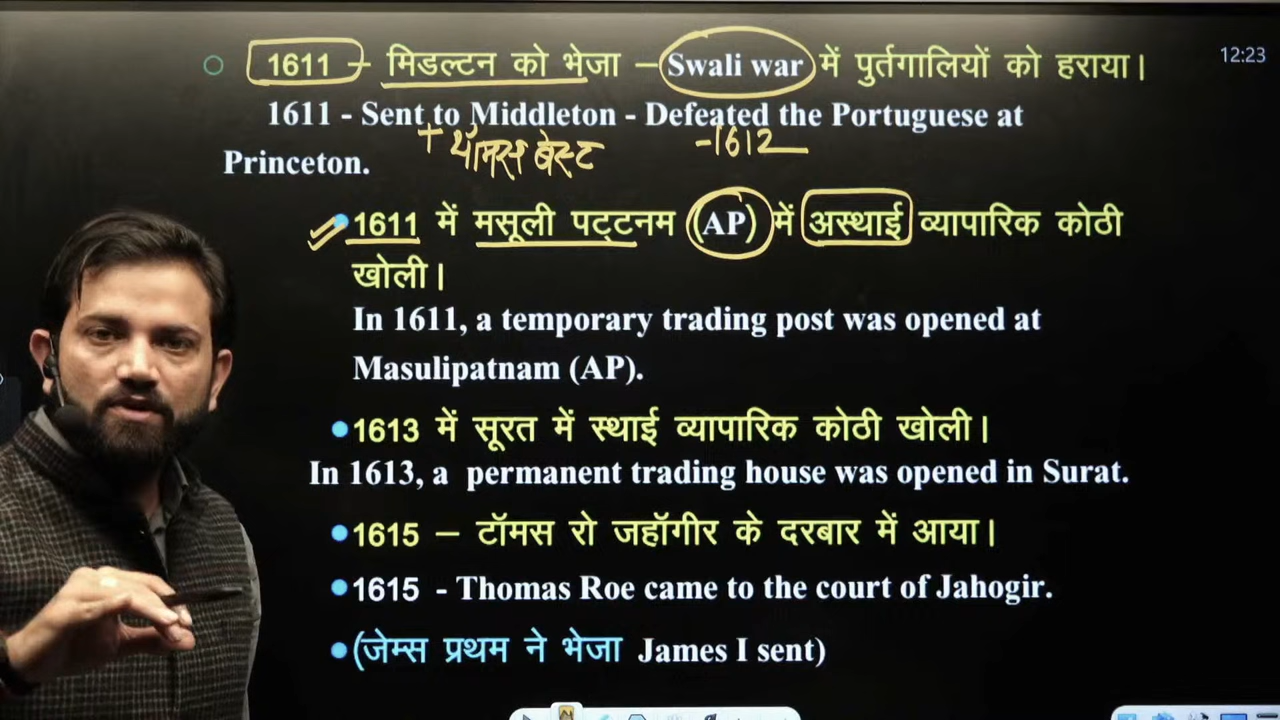 12:23
1611 – मिडल्टन को भेजा – Swali war में पुर्तगालियों को हराया।
1611 - Sent to Middleton - Defeated the Portuguese at
+ थॉमस बेस्ट -1612
Princeton.
1611 में मसूली पट्टनम (AP) में अस्थाई व्यापारिक कोठी
खोली।
In 1611, a temporary trading post was opened at
Masulipatnam (AP).
1613 में सूरत में स्थाई व्यापारिक कोठी खोली।
In 1613, a permanent trading house was opened in Surat.
1615 – टॉमस रो जहॉगीर के दरबार में आया।
1615 - Thomas Roe came to the court of Jahogir.
(जेम्स प्रथम ने भेजा James I sent)